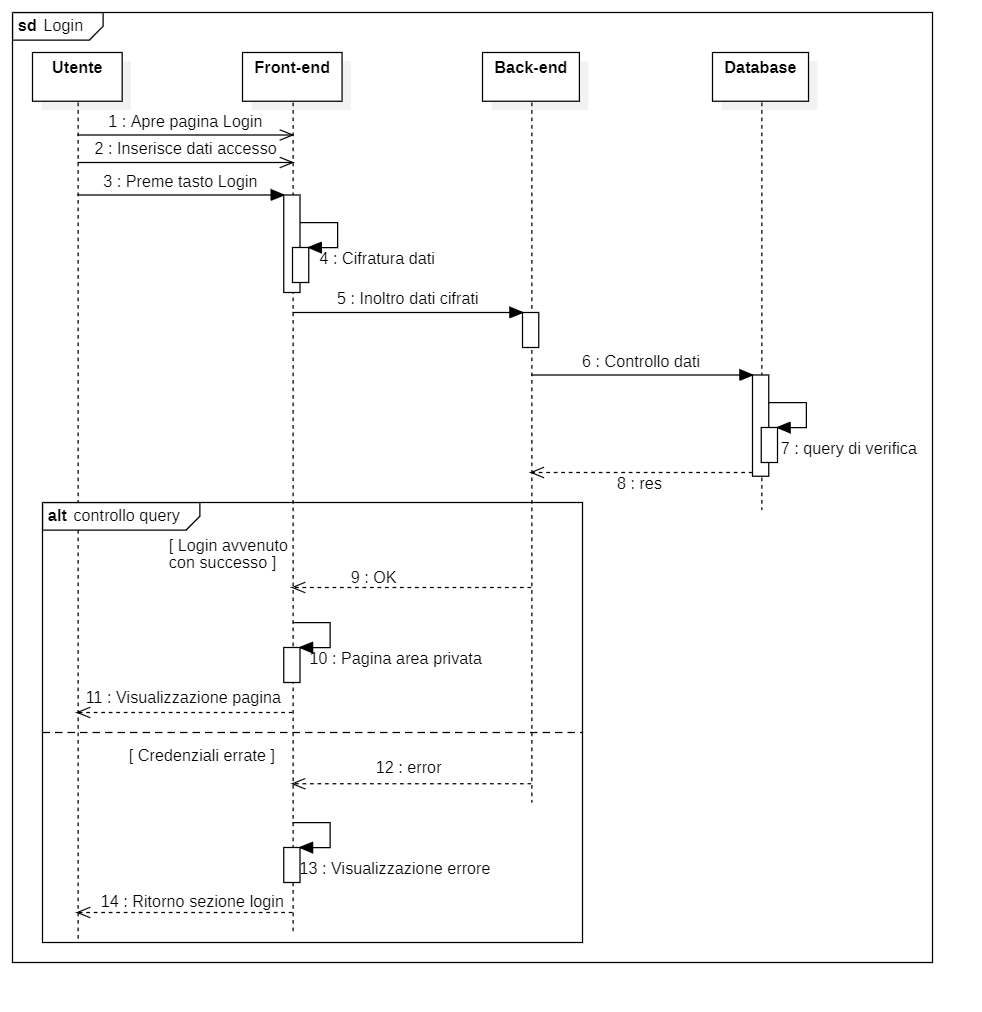 sd Login
Utente
Front-end
Back-end
Database
1 : Apre pagina Login
2 : Inserisce dati accesso
3 : Preme tasto Login
4 : Cifratura dati
5 : Inoltro dati cifrati
6 : Controllo dati
7 : query di verifica
8 : res
alt controllo query
[ Login avvenuto
con successo ]
9 : OK
10 : Pagina area privata
11 : Visualizzazione pagina
[ Credenziali errate ]
12 : error
13 : Visualizzazione errore
14 : Ritorno sezione login